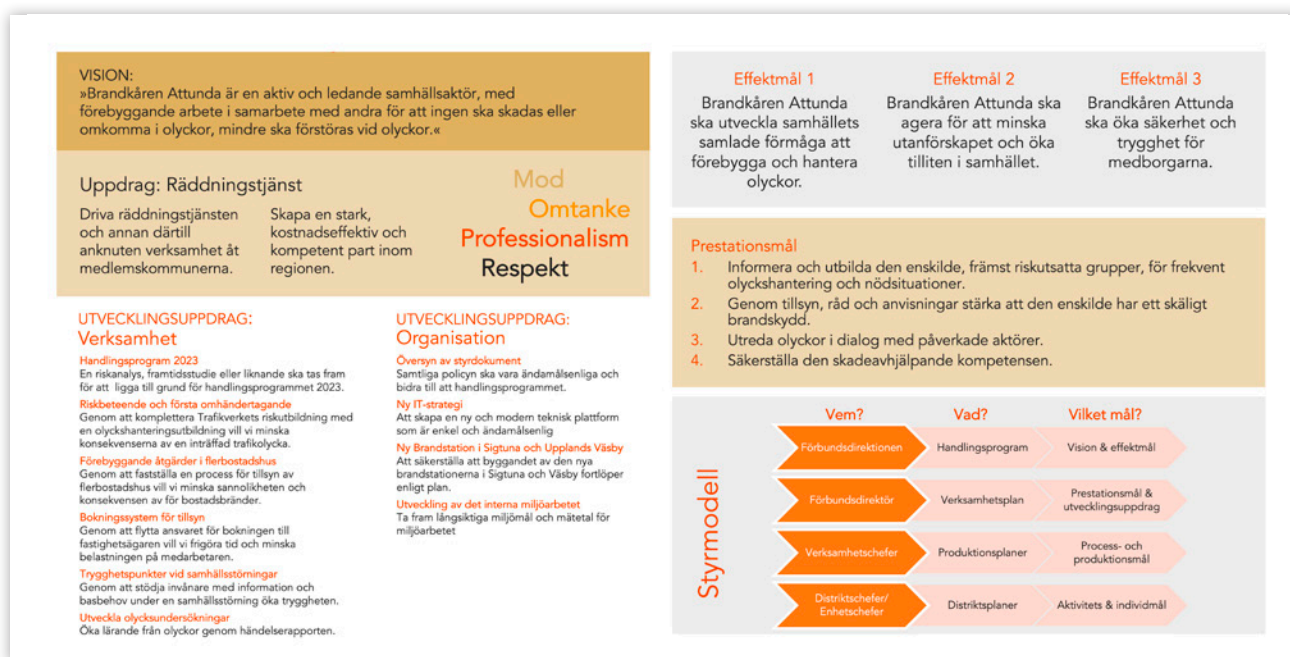 VISION:
»Brandkåren Attunda är en aktiv och ledande samhällsaktör, med
förebyggande arbete i samarbete med andra för att ingen ska skadas eller
omkomma i olyckor, mindre ska förstöras vid olyckor.«
Uppdrag: Räddningstjänst
Driva räddningstjänsten
och annan därtill
anknuten verksamhet åt
medlemskommunerna.
Skapa en stark,
kostnadseffektiv och
kompetent part inom
regionen.
Mod
Omtanke
Professionalism
Respekt
UTVECKLINGSUPPDRAG:
Verksamhet
Handlingsprogram 2023
En riskanalys, framtidsstudie eller liknande ska tas fram
för att ligga till grund för handlingsprogrammet 2023.
Riskbeteende och första omhändertagande
Genom att komplettera Trafikverkets riskutbildning med
en olyckshanteringsutbildning vill vi minska
konsekvenserna av en inträffad trafikolycka.
Förebyggande åtgärder i flerbostadshus
Genom att fastställa en process för tillsyn av
flerbostadshus vill vi minska sannolikheten och
konsekvensen av för bostadsbränder.
Bokningssystem för tillsyn
Genom att flytta ansvaret för bokningen till
fastighetsägaren vill vi frigöra tid och minska
belastningen på medarbetaren.
Trygghetspunkter vid samhällsstörningar
Genom att stödja invånare med information och
basbehov under en samhällsstörning öka tryggheten.
Utveckla olycksundersökningar
Öka lärande från olyckor genom händelserapporten.
UTVECKLINGSUPPDRAG:
Organisation
Översyn av styrdokument
Samtliga policyn ska vara ändamålsenliga och
bidra till att handlingsprogrammet.
Ny IT-strategi
Att skapa en ny och modern teknisk plattform
som är enkel och ändamålsenlig
Ny Brandstation i Sigtuna och Upplands Väsby
Att säkerställa att byggandet av den nya
brandstationerna i Sigtuna och Väsby fortlöper
enligt plan.
Utveckling av det interna miljöarbetet
Ta fram långsiktiga miljömål och mätetal för
miljöarbetet
Effektmål 1
Brandkåren Attunda
ska utveckla samhällets
samlade förmåga att
förebygga och hantera
olyckor.
Effektmål 2
Brandkåren Attunda ska
agera för att minska
utanförskapet och öka
tilliten i samhället.
Effektmål 3
Brandkåren Attunda
ska öka säkerhet och
trygghet för
medborgarna.
Prestationsmål
1. Informera och utbilda den enskilde, främst riskutsatta grupper, för frekvent
olyckshantering och nödsituationer.
2. Genom tillsyn, råd och anvisningar stärka att den enskilde har ett skäligt
brandskydd.
3. Utreda olyckor i dialog med påverkade aktörer.
4. Säkerställa den skadeavhjälpande kompetensen.
Styrmodell
Vem? Vad? Vilket mål?
Förbundsdirektionen Handlingsprogram Vision & effektmål
Förbundsdirektör Verksamhetsplan Prestationsmål &
utvecklingsuppdrag
Verksamhetschefer Produktionsplaner Process- och
produktionsmål
Distriktschefer/
Enhetschefer Distriktsplaner Aktivitets & individmål